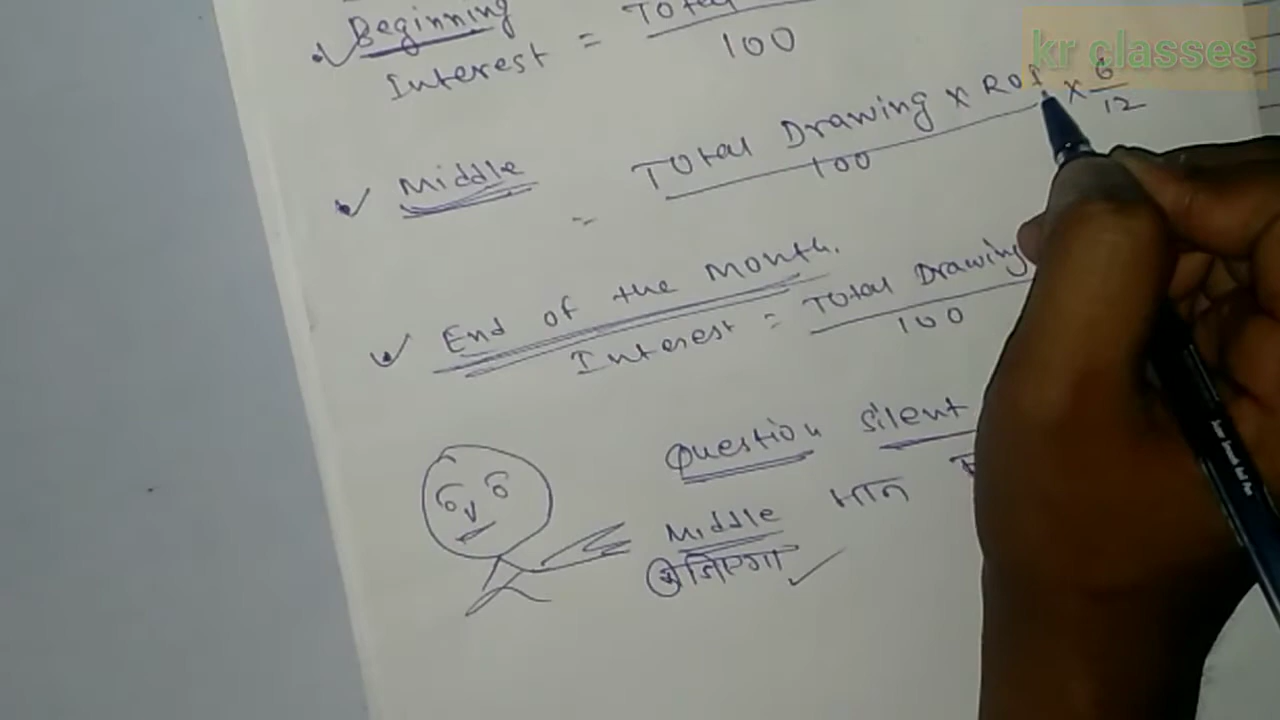 kr classes
Beginning
Interest = Total
100
Middle = Total Drawing x ROI x 6/12
100
End of the Month.
Interest = Total Drawing
100
Question Silent
Middle मान
लीजिएगा